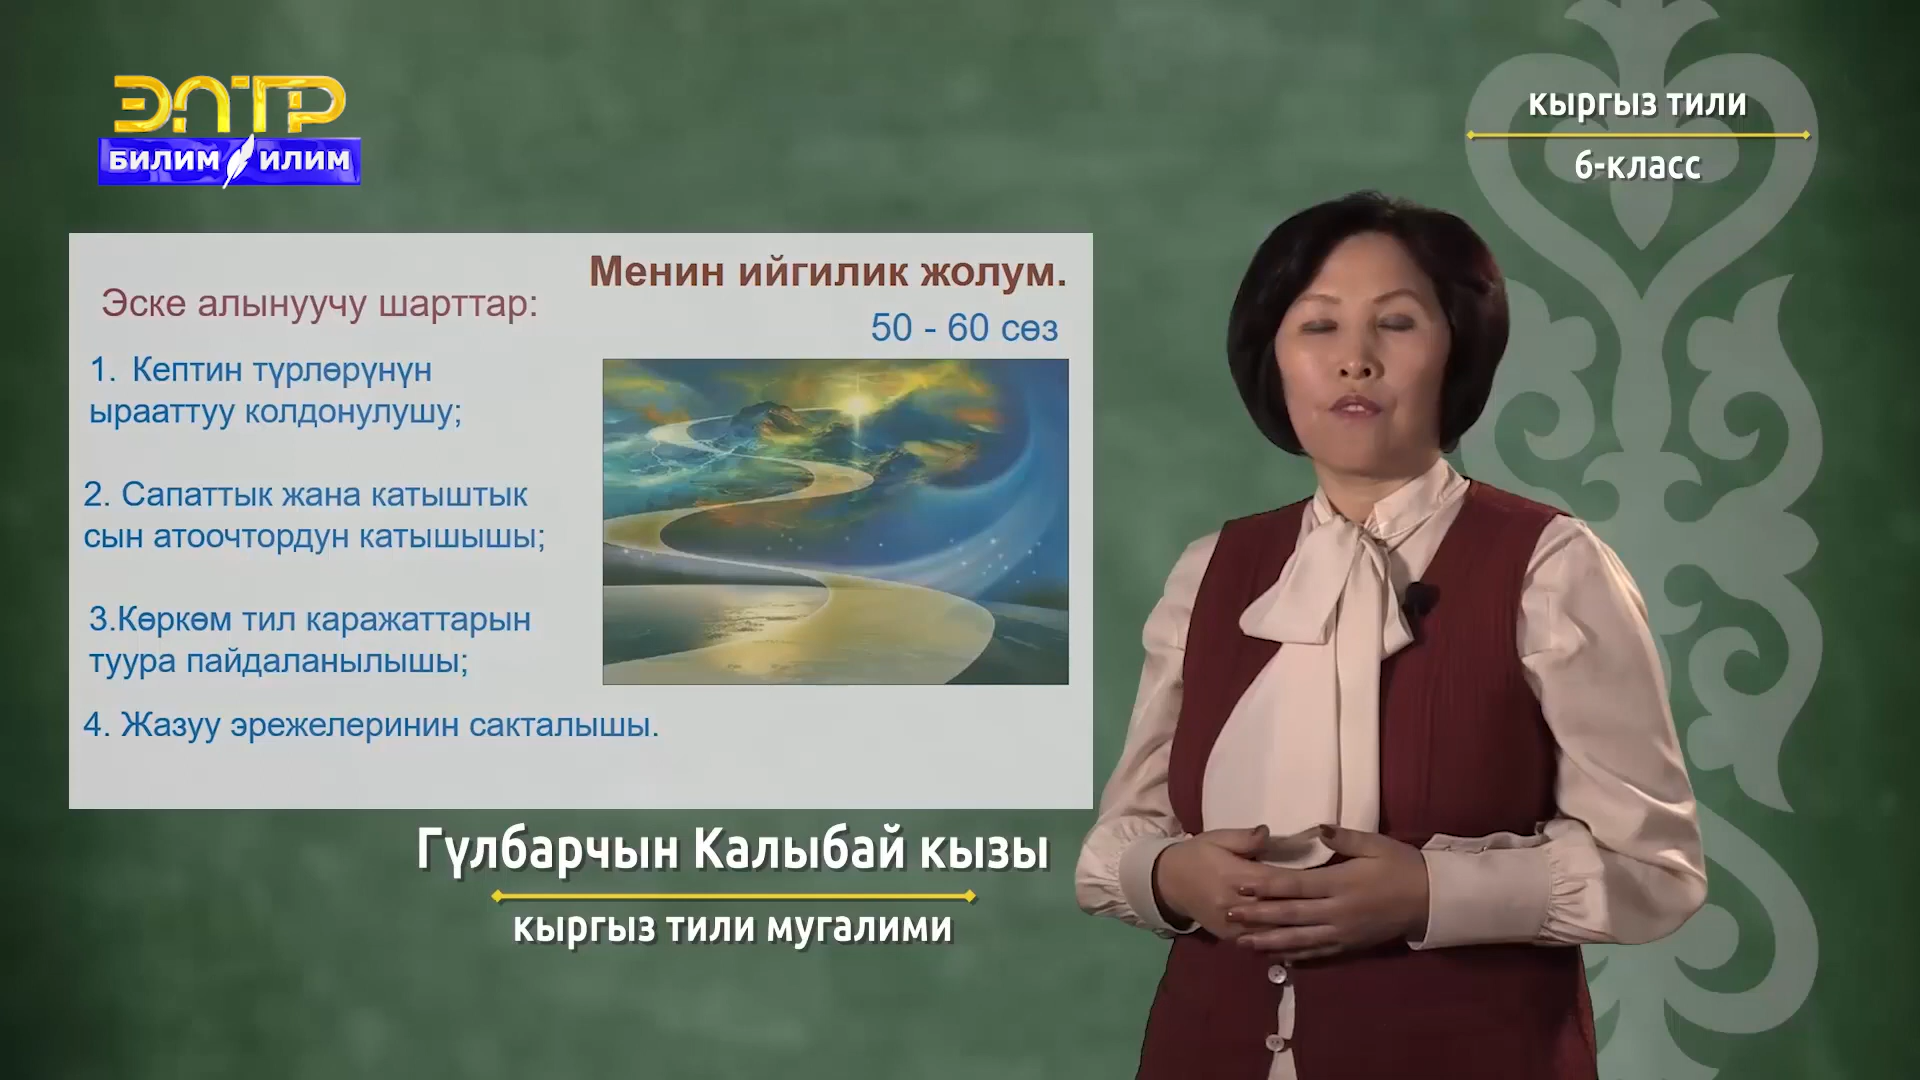 ЭЛТР
БИЛИМ ИЛИМ
кыргыз тили
6-класс
Менин ийгилик жолум.
50 - 60 сөз
Эске алынуучу шарттар:
1. Кептин түрлөрүнүн
ырааттуу колдонулушу;
2. Сапаттык жана катыштык
сын атоочтордун катышышы;
3.Көркөм тил каражаттарын
туура пайдаланылышы;
4. Жазуу эрежелеринин сакталышы.
Гүлбарчын Калыбай кызы
кыргыз тили мугалими